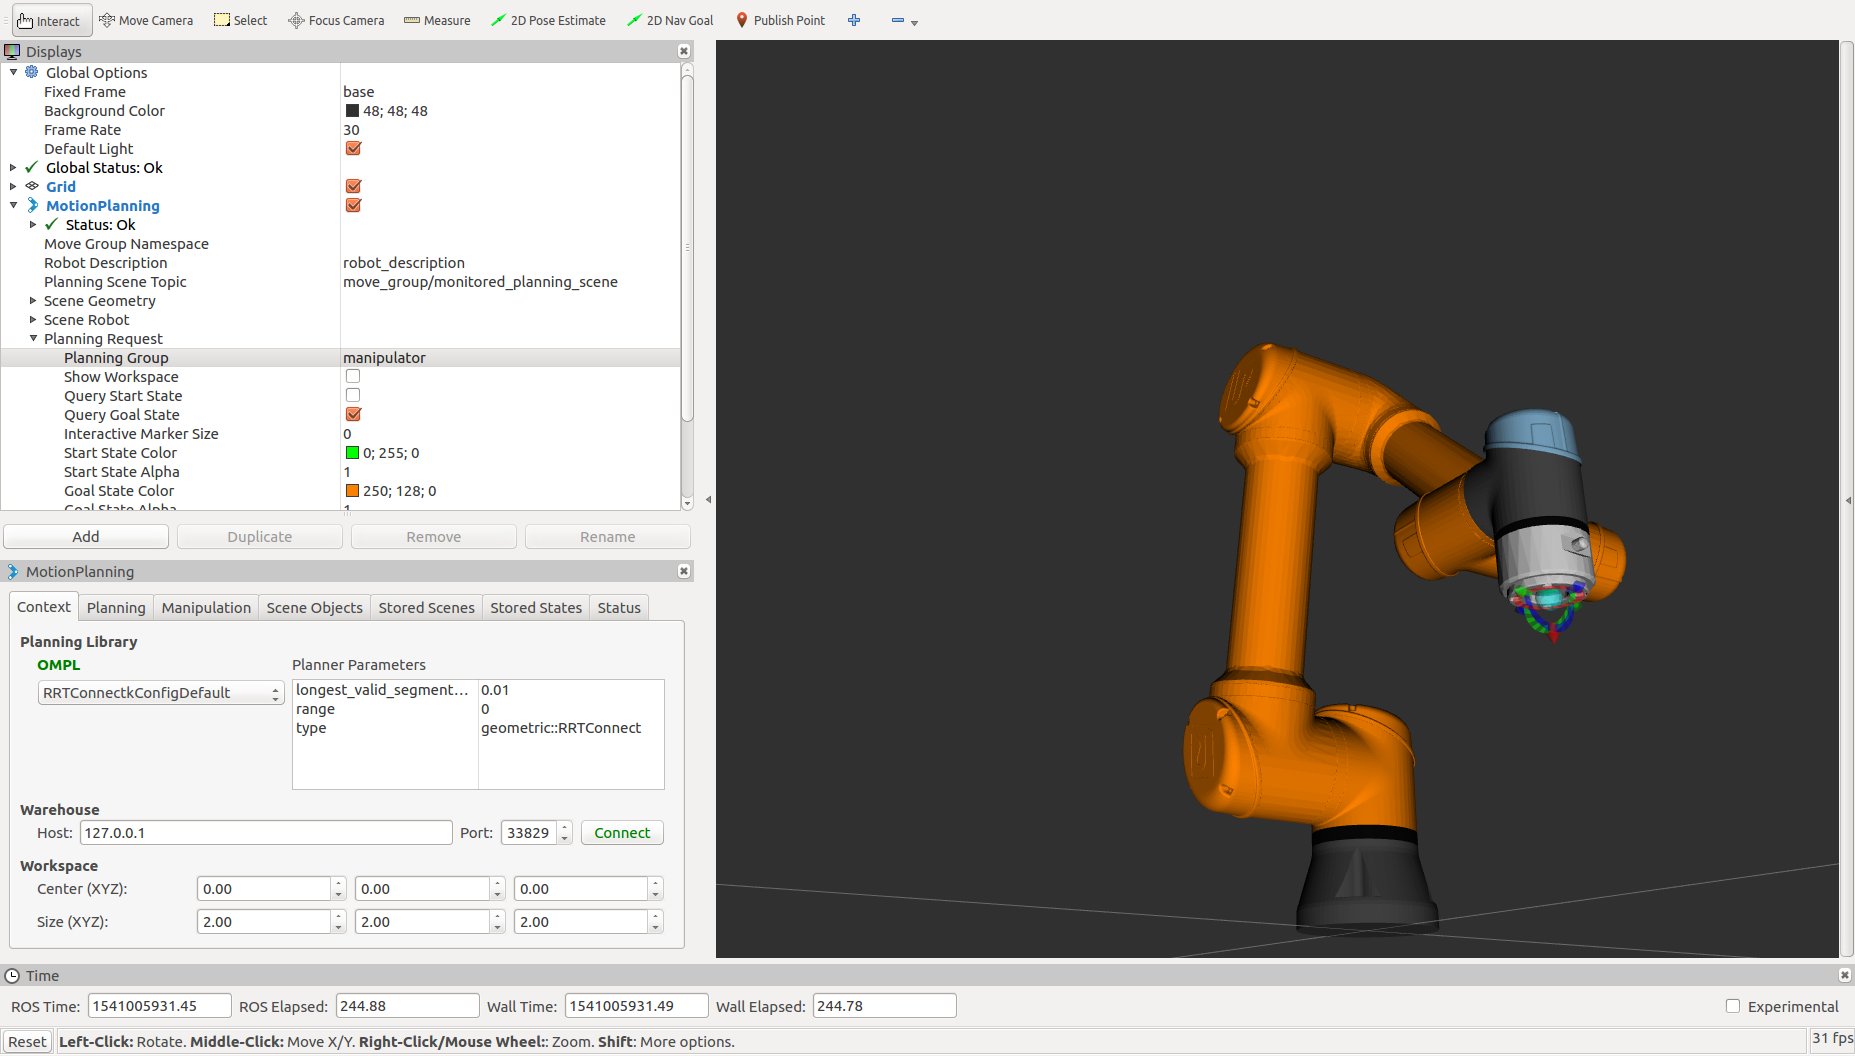 Interact Move Camera Select Focus Camera Measure 2D Pose Estimate 2D Nav Goal Publish Point
Displays
Global Options
Fixed Frame base
Background Color 48; 48; 48
Frame Rate 30
Default Light
Global Status: Ok
Grid
MotionPlanning
Status: Ok
Move Group Namespace
Robot Description robot_description
Planning Scene Topic move_group/monitored_planning_scene
Scene Geometry
Scene Robot
Planning Request
Planning Group manipulator
Show Workspace
Query Start State
Query Goal State
Interactive Marker Size 0
Start State Color 0; 255; 0
Start State Alpha 1
Goal State Color 250; 128; 0
Goal State Alpha 1
Add Duplicate Remove Rename
MotionPlanning
Context Planning Manipulation Scene Objects Stored Scenes Stored States Status
Planning Library
OMPL Planner Parameters
RRTConnectkConfigDefault
longest_valid_segment... 0.01
range 0
type geometric::RRTConnect
Warehouse
Host: 127.0.0.1 Port: 33829 Connect
Workspace
Center (XYZ): 0.00 0.00 0.00
Size (XYZ): 2.00 2.00 2.00
Time
ROS Time: 1541005931.45 ROS Elapsed: 244.88 Wall Time: 1541005931.49 Wall Elapsed: 244.78 Experimental
Reset Left-Click: Rotate. Middle-Click: Move X/Y. Right-Click/Mouse Wheel:: Zoom. Shift: More options. 31 fps